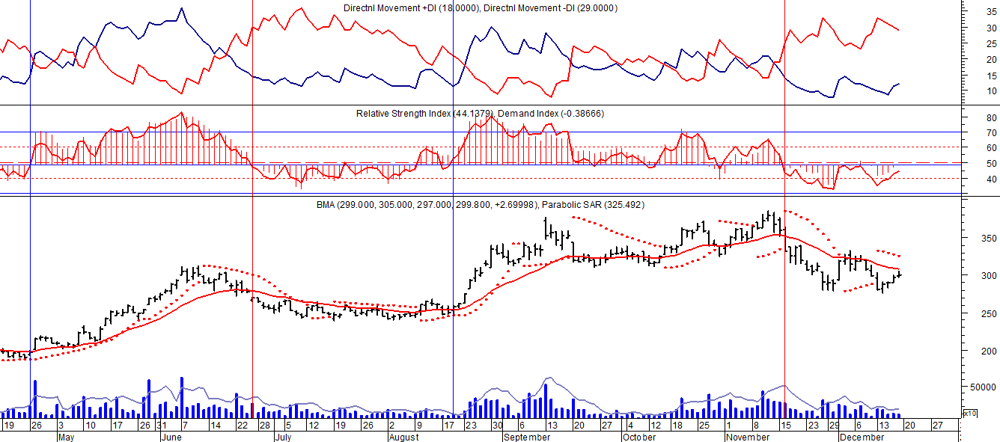 Directnl Movement +DI (18.0000), Directnl Movement -DI (29.0000)
35
30
25
20
15
10
Relative Strength Index (44.1379), Demand Index (-0.38666)
80
70
60
50
40
BMA (299.000, 305.000, 297.000, 299.800, +2.69998), Parabolic SAR (325.492)
350
300
250
200
50000
x10
19 26 3 10 17 26 31 7 14 22 28 5 12 19 26 2 9 17 23 30 6 13 20 27 4 12 18 25 1 8 15 23 29 6 13 20 27
May June July August September October November December